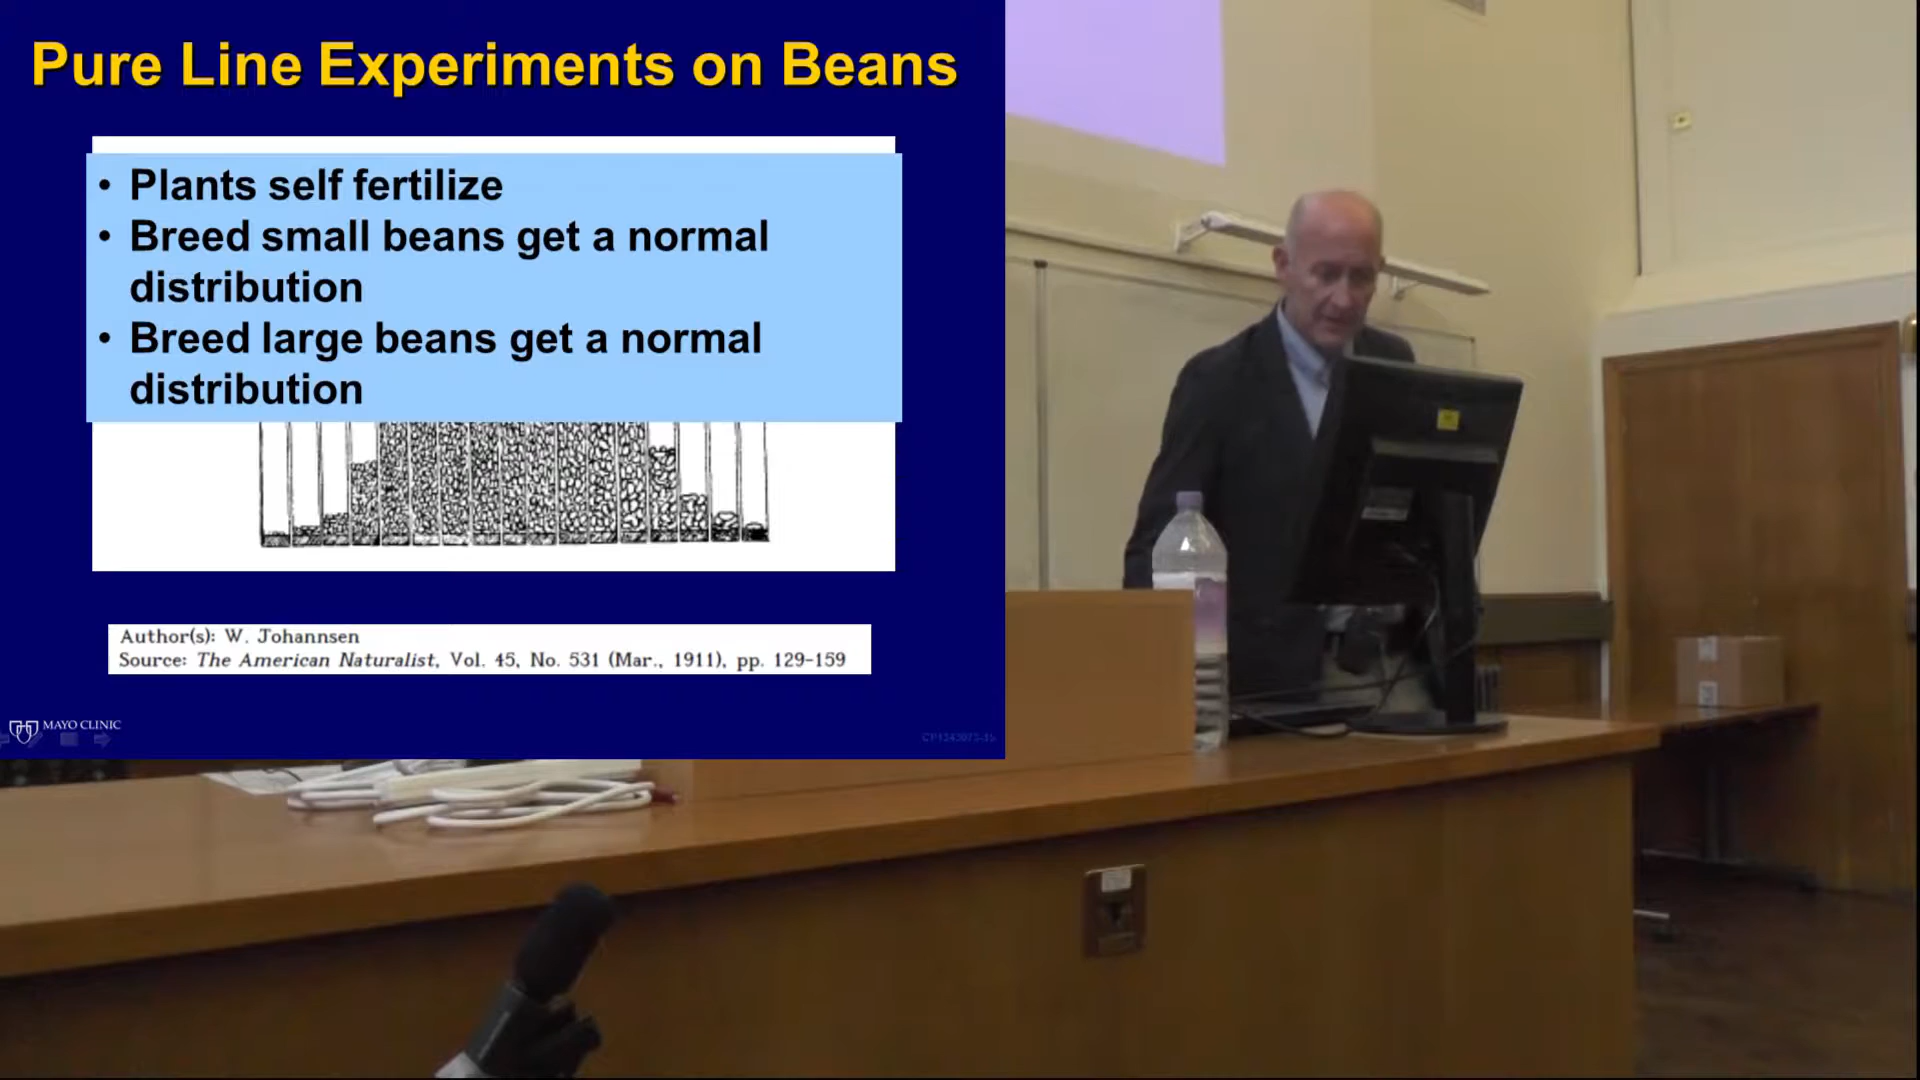 Pure Line Experiments on Beans
• Plants self fertilize
• Breed small beans get a normal
distribution
• Breed large beans get a normal
distribution
Author(s): W. Johannsen
Source: The American Naturalist, Vol. 45, No. 531 (Mar., 1911), pp. 129-159
MAYO CLINIC